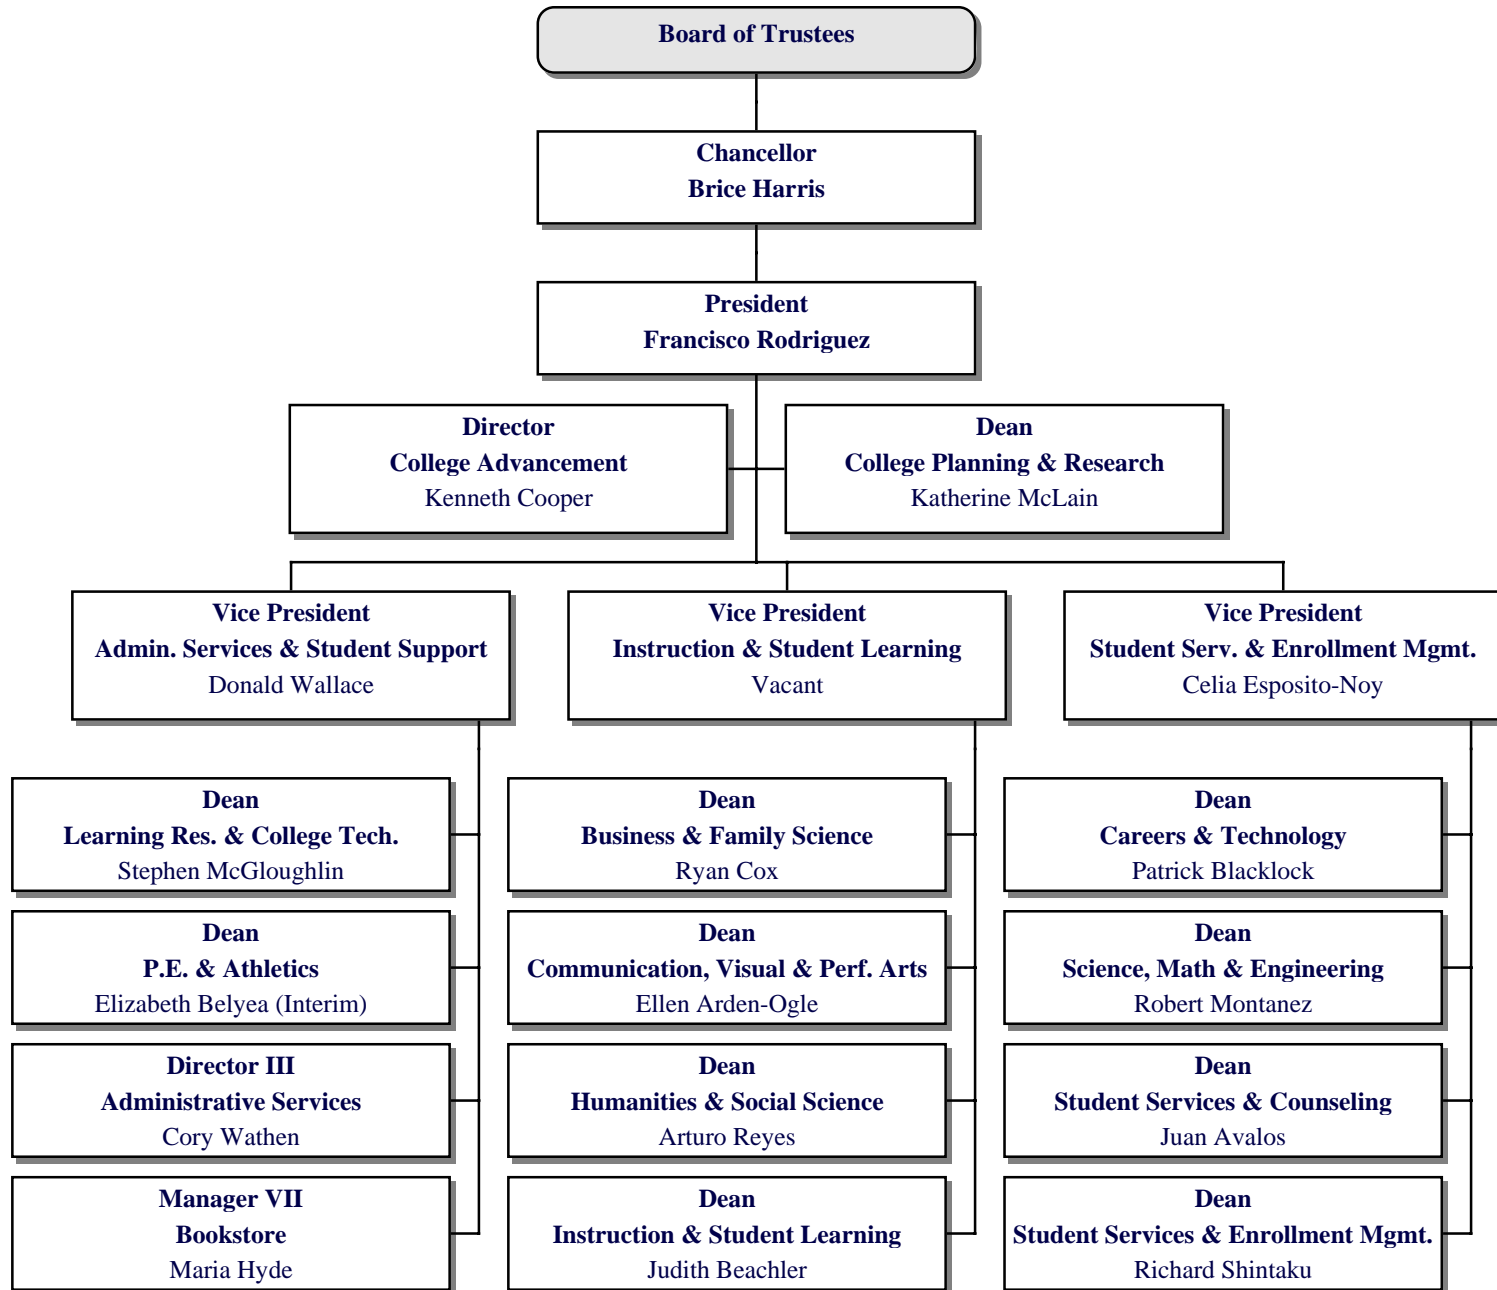 Board of Trustees
Chancellor
Brice Harris
President
Francisco Rodriguez
Director
College Advancement
Kenneth Cooper
Dean
College Planning & Research
Katherine McLain
Vice President
Admin. Services & Student Support
Donald Wallace
Vice President
Instruction & Student Learning
Vacant
Vice President
Student Serv. & Enrollment Mgmt.
Celia Esposito-Noy
Dean
Learning Res. & College Tech.
Stephen McGloughlin
Dean
P.E. & Athletics
Elizabeth Belyea (Interim)
Director III
Administrative Services
Cory Wathen
Manager VII
Bookstore
Maria Hyde
Dean
Business & Family Science
Ryan Cox
Dean
Communication, Visual & Perf. Arts
Ellen Arden-Ogle
Dean
Humanities & Social Science
Arturo Reyes
Dean
Instruction & Student Learning
Judith Beachler
Dean
Careers & Technology
Patrick Blacklock
Dean
Science, Math & Engineering
Robert Montanez
Dean
Student Services & Counseling
Juan Avalos
Dean
Student Services & Enrollment Mgmt.
Richard Shintaku